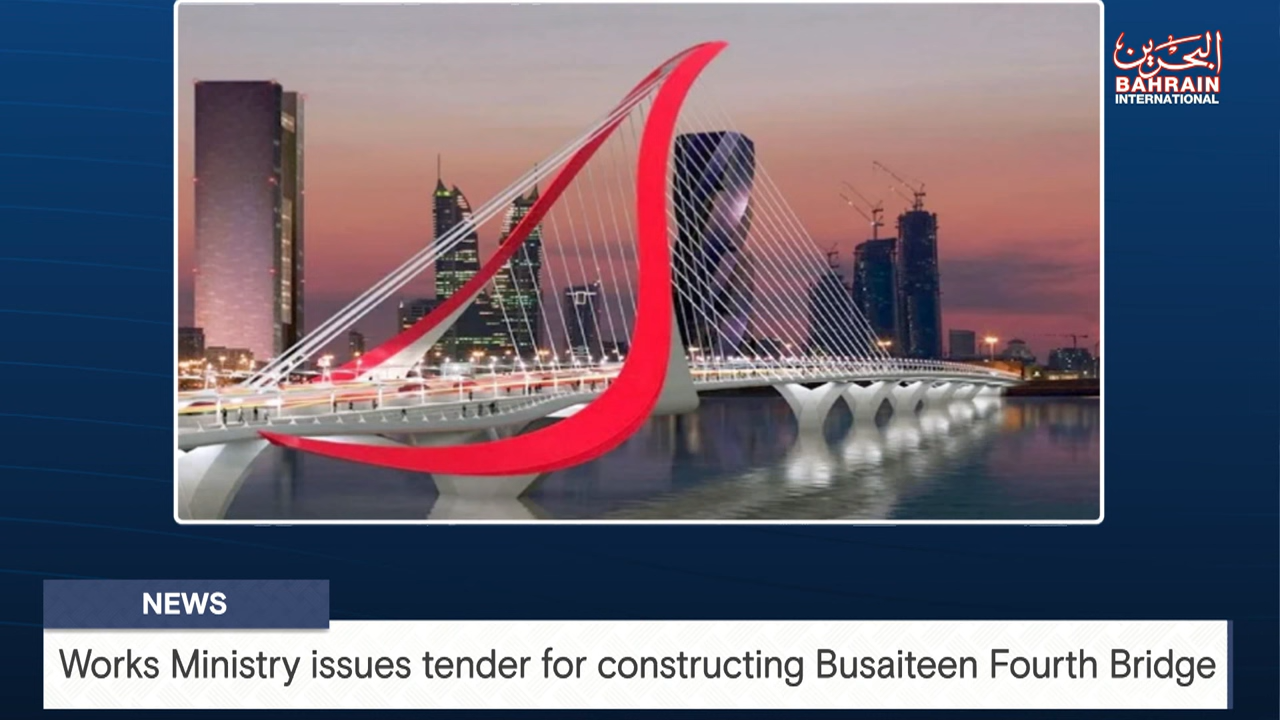 البحرين
BAHRAIN
INTERNATIONAL
NEWS
Works Ministry issues tender for constructing Busaiteen Fourth Bridge